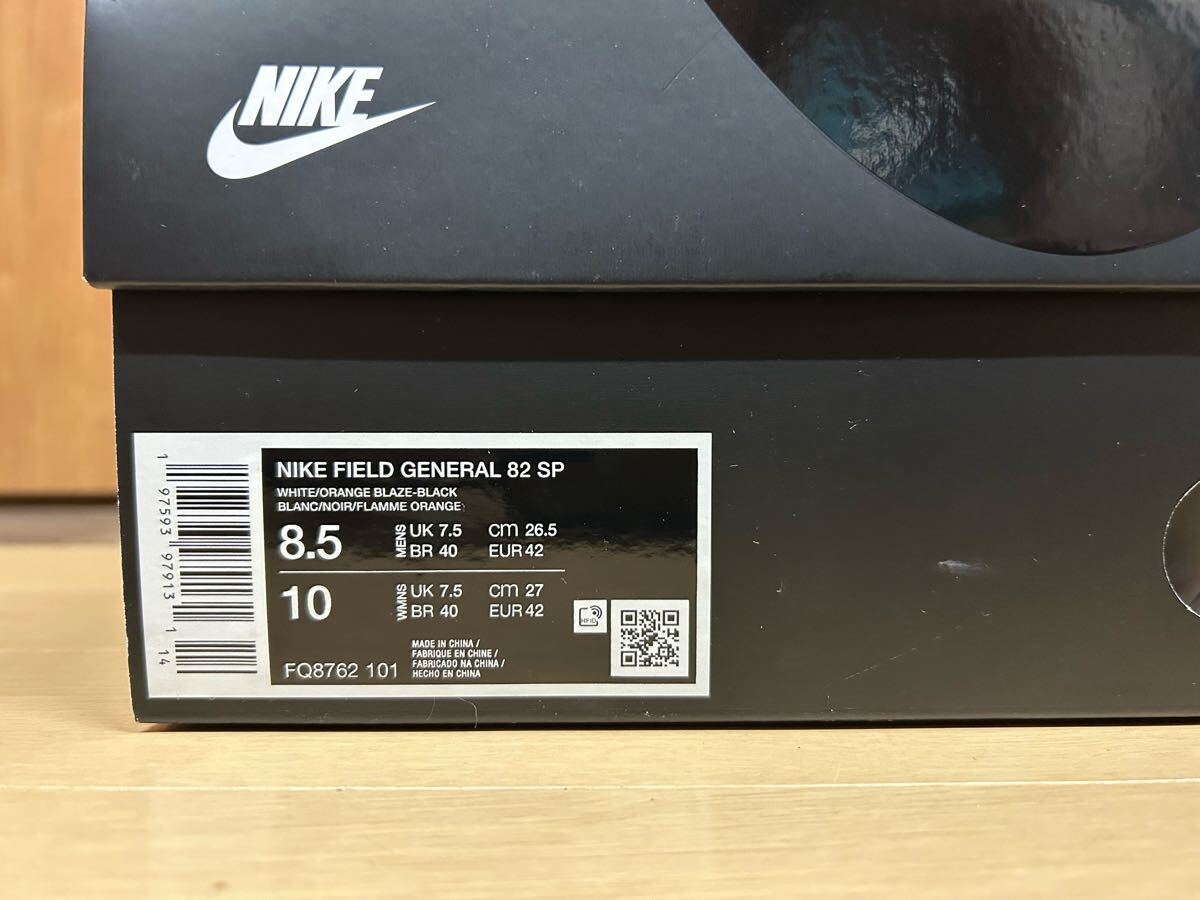 NIKE
NIKE FIELD GENERAL 82 SP
WHITE/ORANGE BLAZE-BLACK
BLANC/NOIR/FLAMME ORANGE
8.5 MENS UK 7.5 cm 26.5
BR 40 EUR 42
10 WMNS UK 7.5 cm 27
BR 40 EUR 42
HFID
FQ8762 101
MADE IN CHINA /
FABRIQUE EN CHINE /
FABRICADO NA CHINA /
HECHO EN CHINA
1 97593 97913 1 14